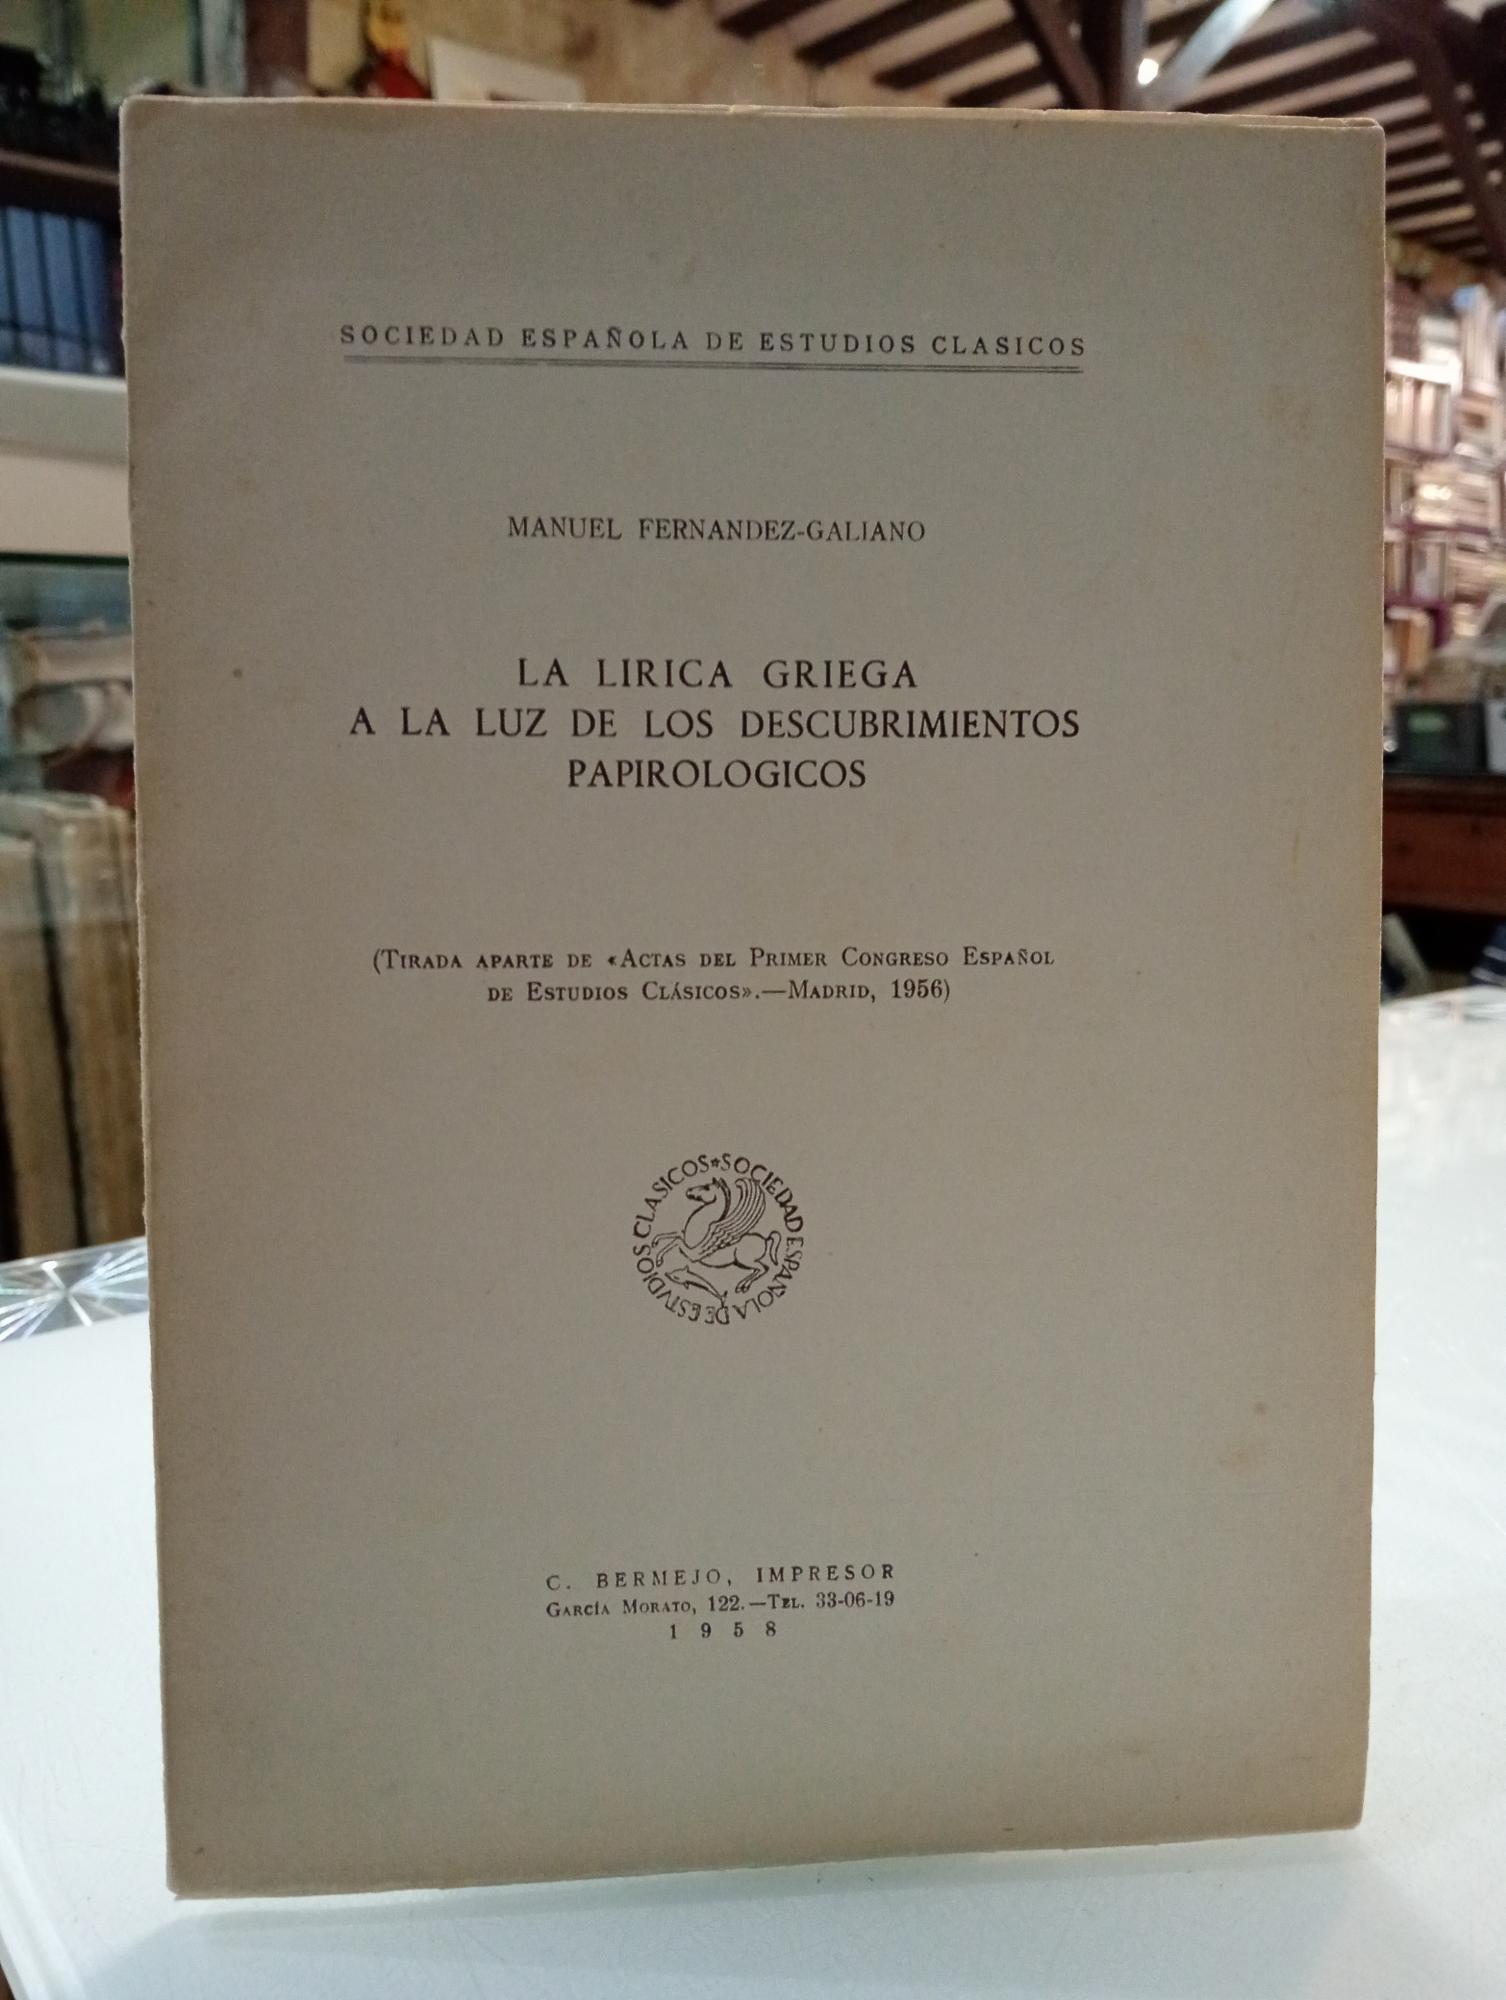 SOCIEDAD ESPAÑOLA DE ESTUDIOS CLASICOS
MANUEL FERNANDEZ-GALIANO
LA LIRICA GRIEGA
A LA LUZ DE LOS DESCUBRIMIENTOS
PAPIROLOGICOS
(TIRADA APARTE DE «ACTAS DEL PRIMER CONGRESO ESPAÑOL
DE ESTUDIOS CLÁSICOS».—MADRID, 1956)
SOCIEDAD ESPAÑOLA DE ESTVDIOS CLASICOS
C. BERMEJO, IMPRESOR
GARCÍA MORATO, 122.—TEL. 33-06-19
1 9 5 8